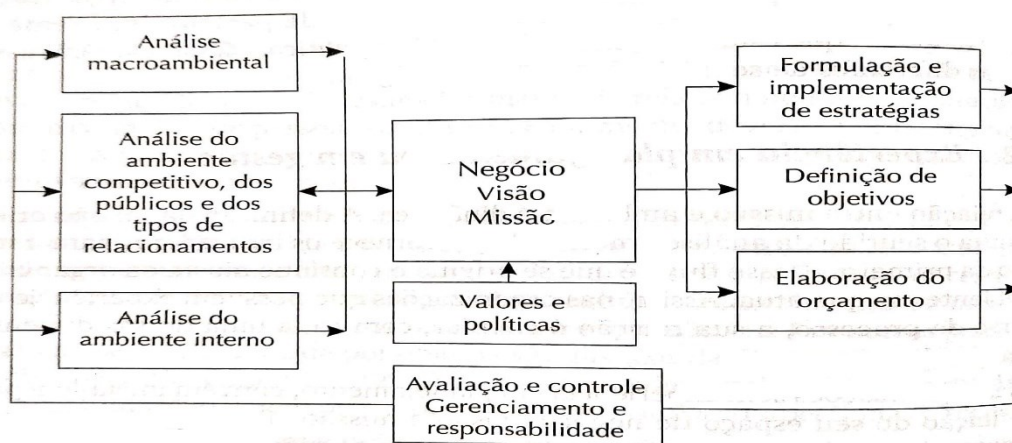 Análise
macroambiental
Análise do
ambiente
competitivo, dos
públicos e dos
tipos de
relacionamentos
Análise do
ambiente interno
Negócio
Visão
Missão
Valores e
políticas
Formulação e
implementação
de estratégias
Definição de
objetivos
Elaboração do
orçamento
Avaliação e controle
Gerenciamento e
responsabilidade